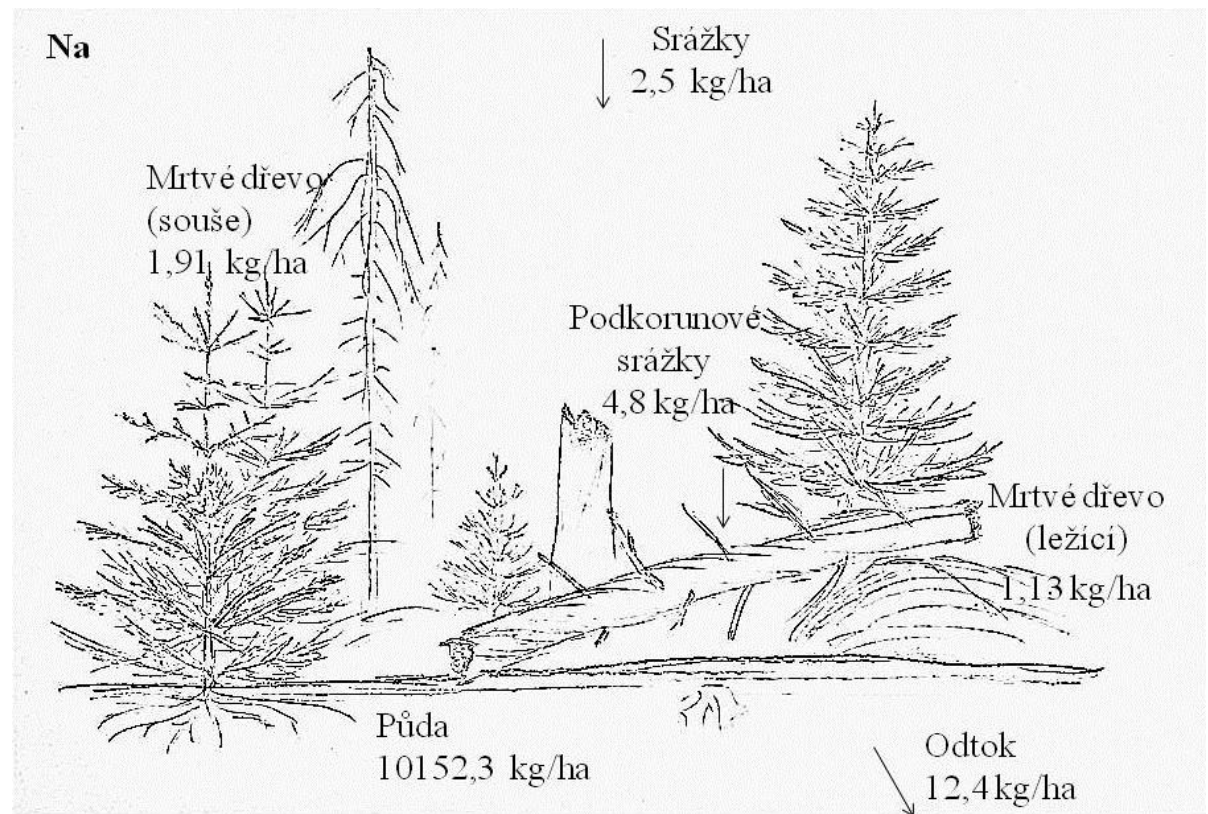 Na
Srážky
2,5 kg/ha
Mrtvé dřevo
(souše)
1,91 kg/ha
Podkorunové
srážky
4,8 kg/ha
Mrtvé dřevo
(ležící)
1,13 kg/ha
Půda
10152,3 kg/ha
Odtok
12,4 kg/ha